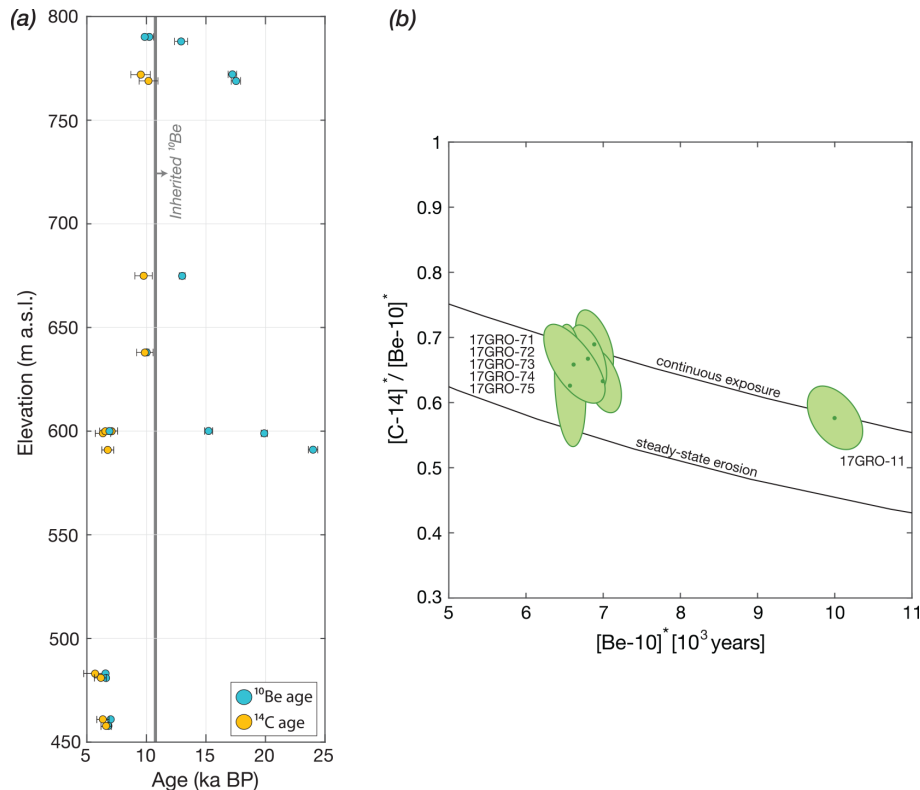 (a)
800
750
700
650
600
550
500
450
Elevation (m a.s.l.)
Inherited ¹⁰Be
¹⁰Be age
¹⁴C age
5
10
15
20
25
Age (ka BP)
(b)
1
0.9
0.8
0.7
0.6
0.5
0.4
0.3
[C-14]*/[Be-10]*
17GRO-71
17GRO-72
17GRO-73
17GRO-74
17GRO-75
continuous exposure
steady-state erosion
17GRO-11
5
6
7
8
9
10
11
[Be-10]* [10³ years]